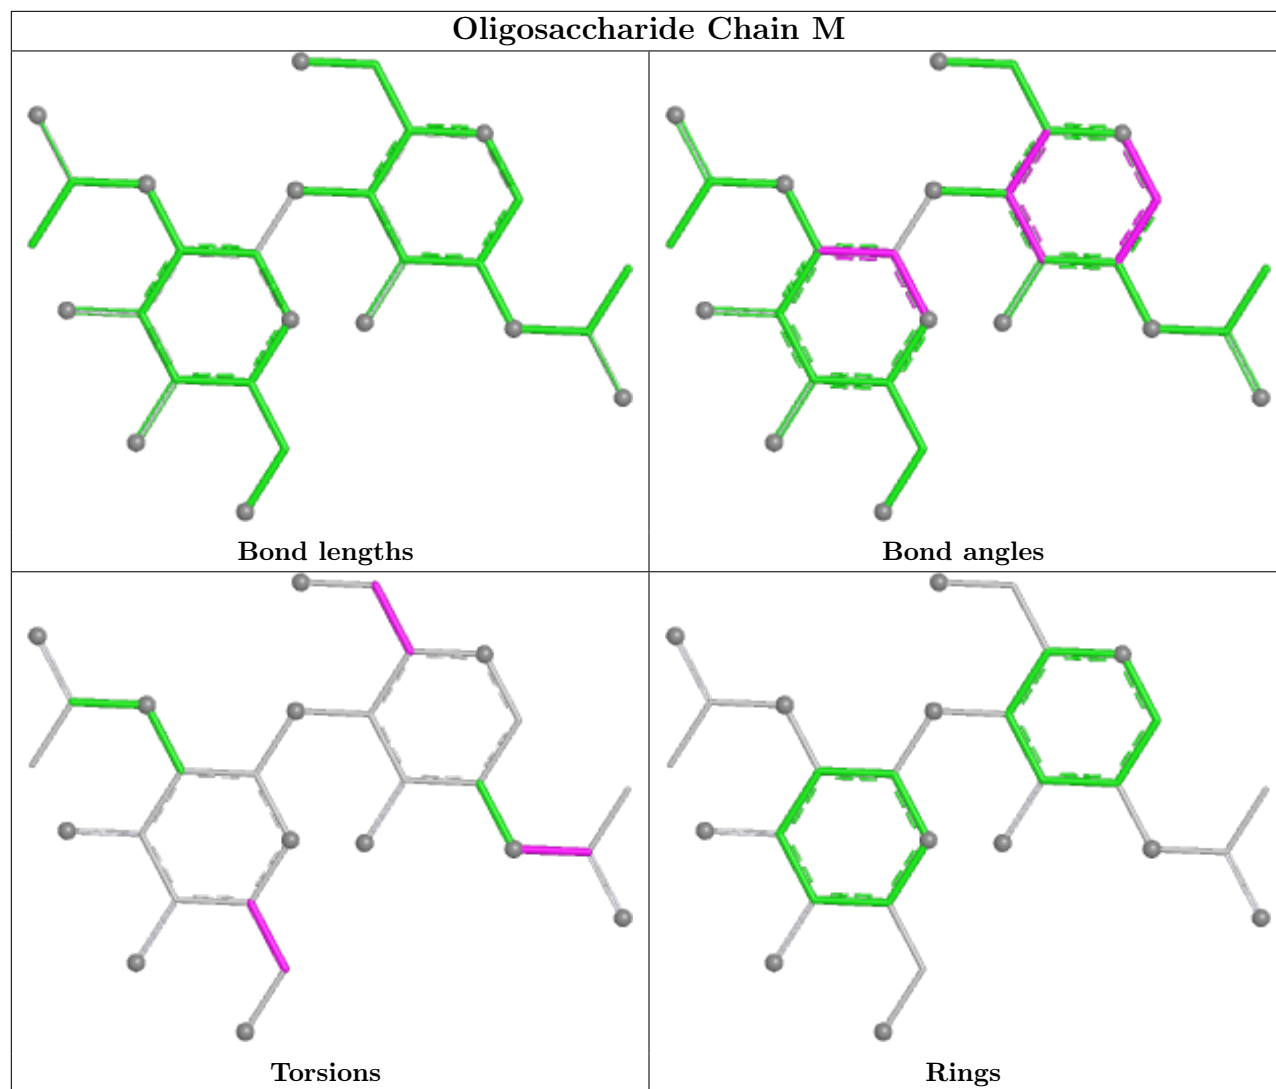 Oligosaccharide Chain M
Bond lengths
Bond angles
Torsions
Rings